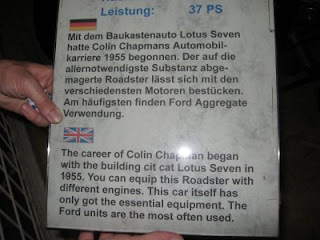 Leistung: 37 PS
Mit dem Baukastenauto Lotus Seven
hatte Colin Chapmans Automobil-
karriere 1955 begonnen. Der auf die
allernotwendigste Substanz abge-
magerte Roadster lässt sich mit den
verschiedensten Motoren bestücken.
Am häufigsten finden Ford Aggregate
Verwendung.
The career of Colin Chapman began
with the building cit cat Lotus Seven in
1955. You can equip this Roadster with
different engines. This car itself has
only got the essential equipment. The
Ford units are the most often used.